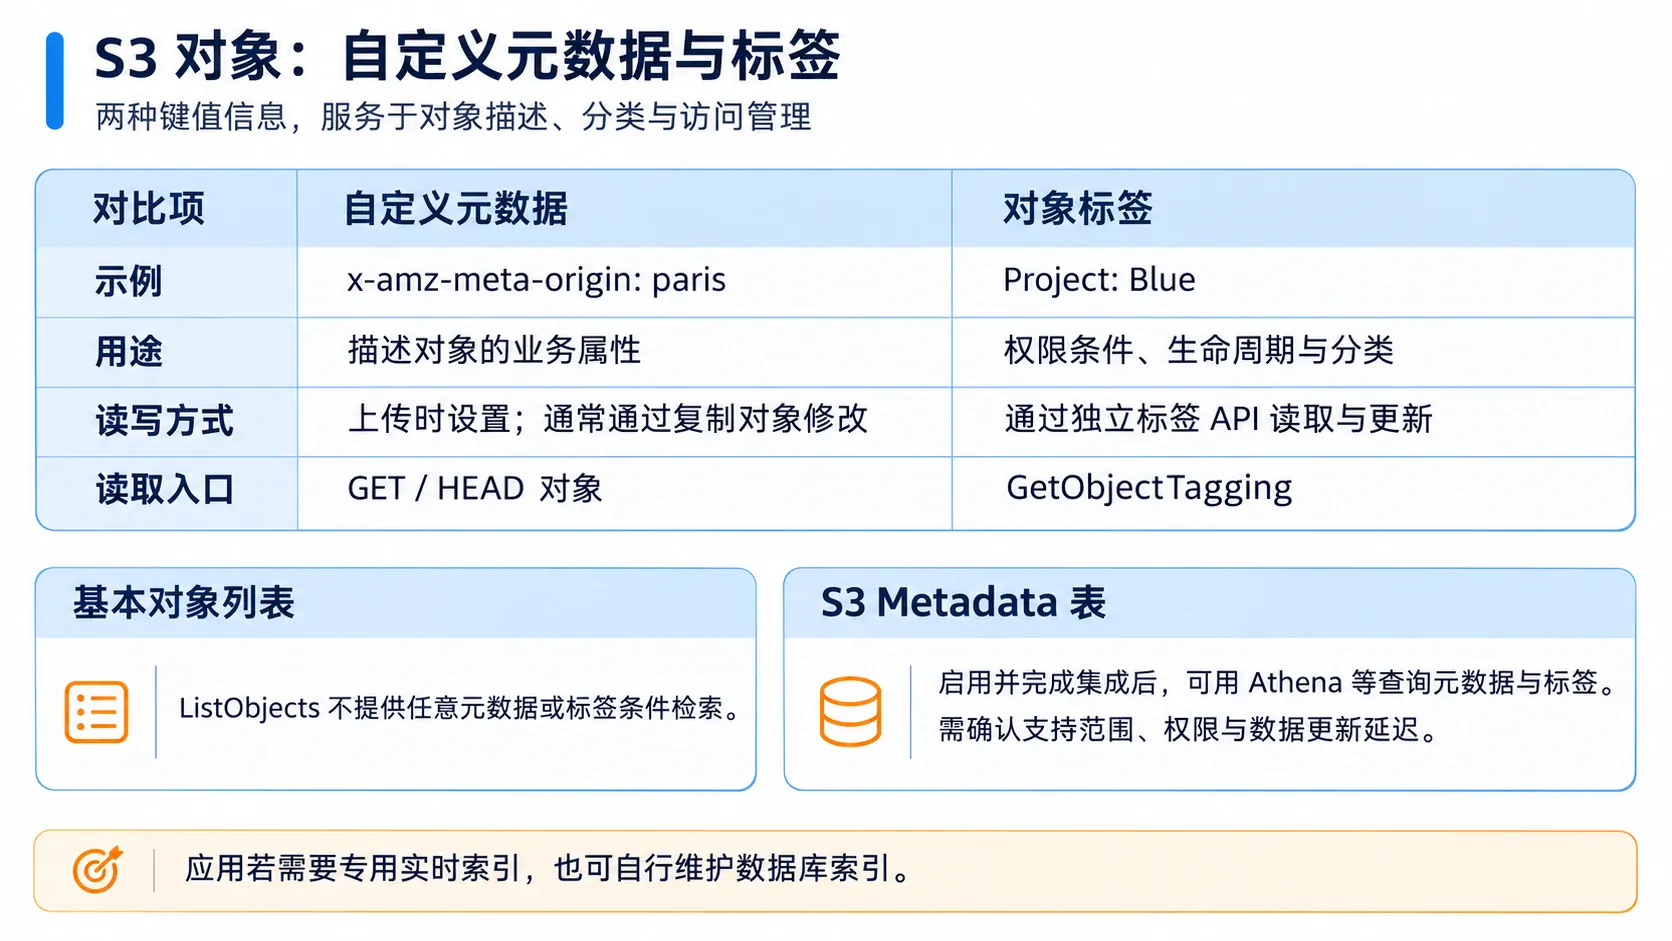 S3 对象：自定义元数据与标签
两种键值信息，服务于对象描述、分类与访问管理
对比项 自定义元数据 对象标签
示例 x-amz-meta-origin: paris Project: Blue
用途 描述对象的业务属性 权限条件、生命周期与分类
读写方式 上传时设置；通常通过复制对象修改 通过独立标签 API 读取与更新
读取入口 GET / HEAD 对象 GetObjectTagging
基本对象列表
ListObjects 不提供任意元数据或标签条件检索。
S3 Metadata 表
启用并完成集成后，可用 Athena 等查询元数据与标签。
需确认支持范围、权限与数据更新延迟。
应用若需要专用实时索引，也可自行维护数据库索引。